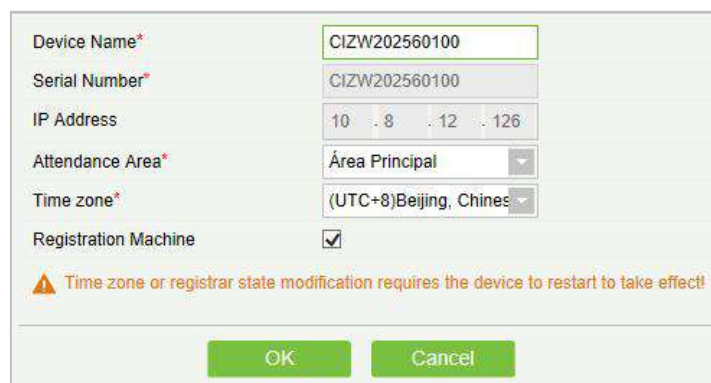 Device Name* CIZW202560100
Serial Number* CIZW202560100
IP Address 10 . 8 . 12 . 126
Attendance Area* Área Principal
Time zone* (UTC+8)Beijing, Chines
Registration Machine
Time zone or registrar state modification requires the device to restart to take effect!
OK Cancel